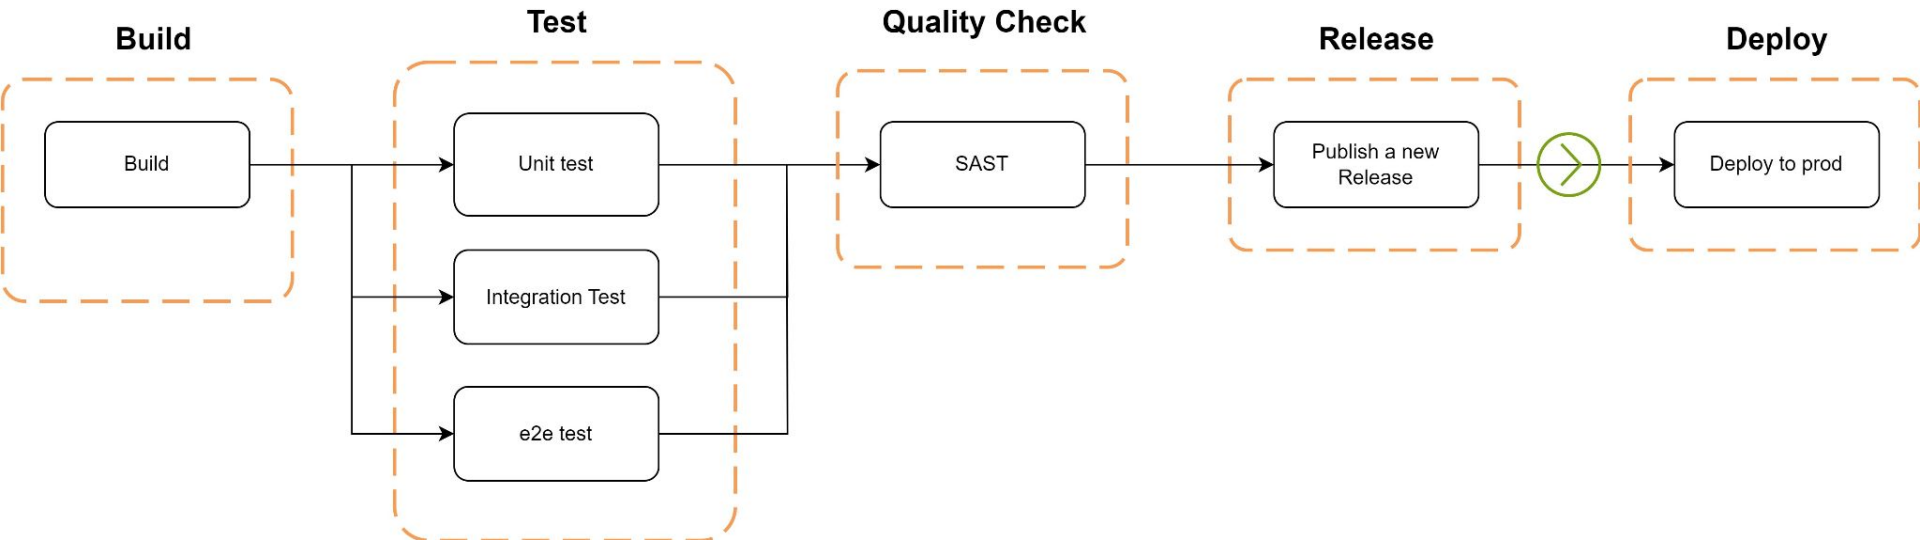 Build
Test
Quality Check
Release
Deploy
Build
Unit test
Integration Test
e2e test
SAST
Publish a new
Release
Deploy to prod